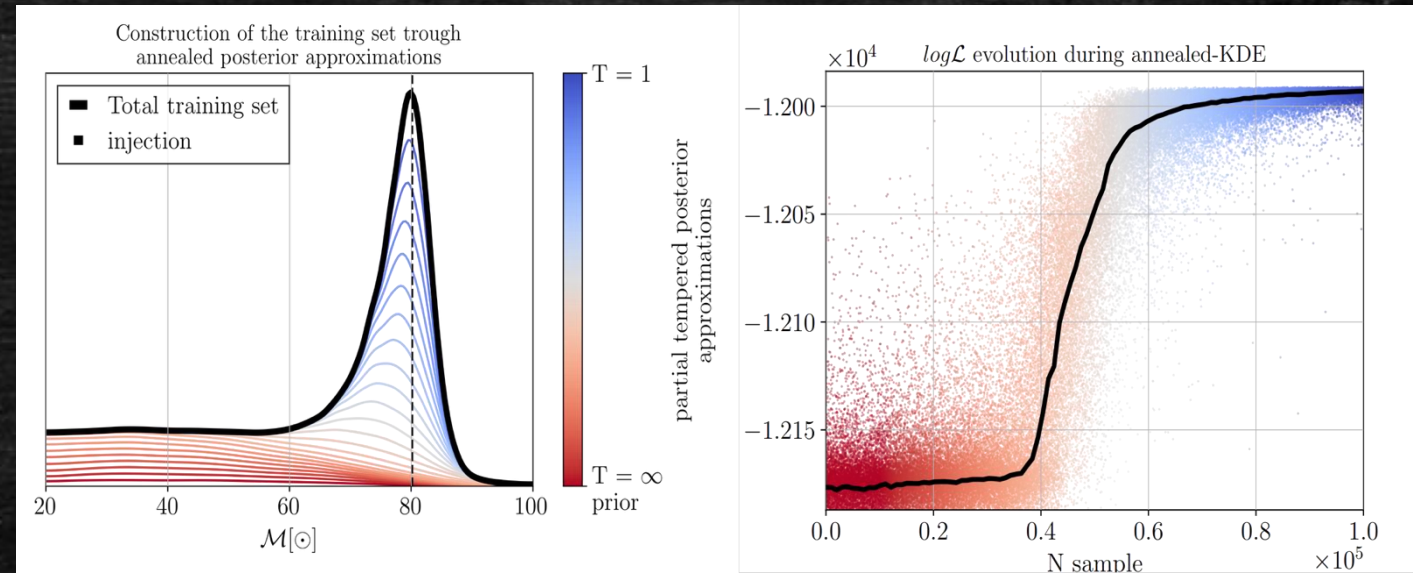 Construction of the training set trough
annealed posterior approximations
Total training set
injection
20
40
60
80
100
ℳ[⊙]
T = 1
T = ∞
prior
partial tempered posterior
approximations
×10⁴
logℒ evolution during annealed-KDE
−1.200
−1.205
−1.210
−1.215
0.0
0.2
0.4
0.6
0.8
1.0
×10⁵
N sample